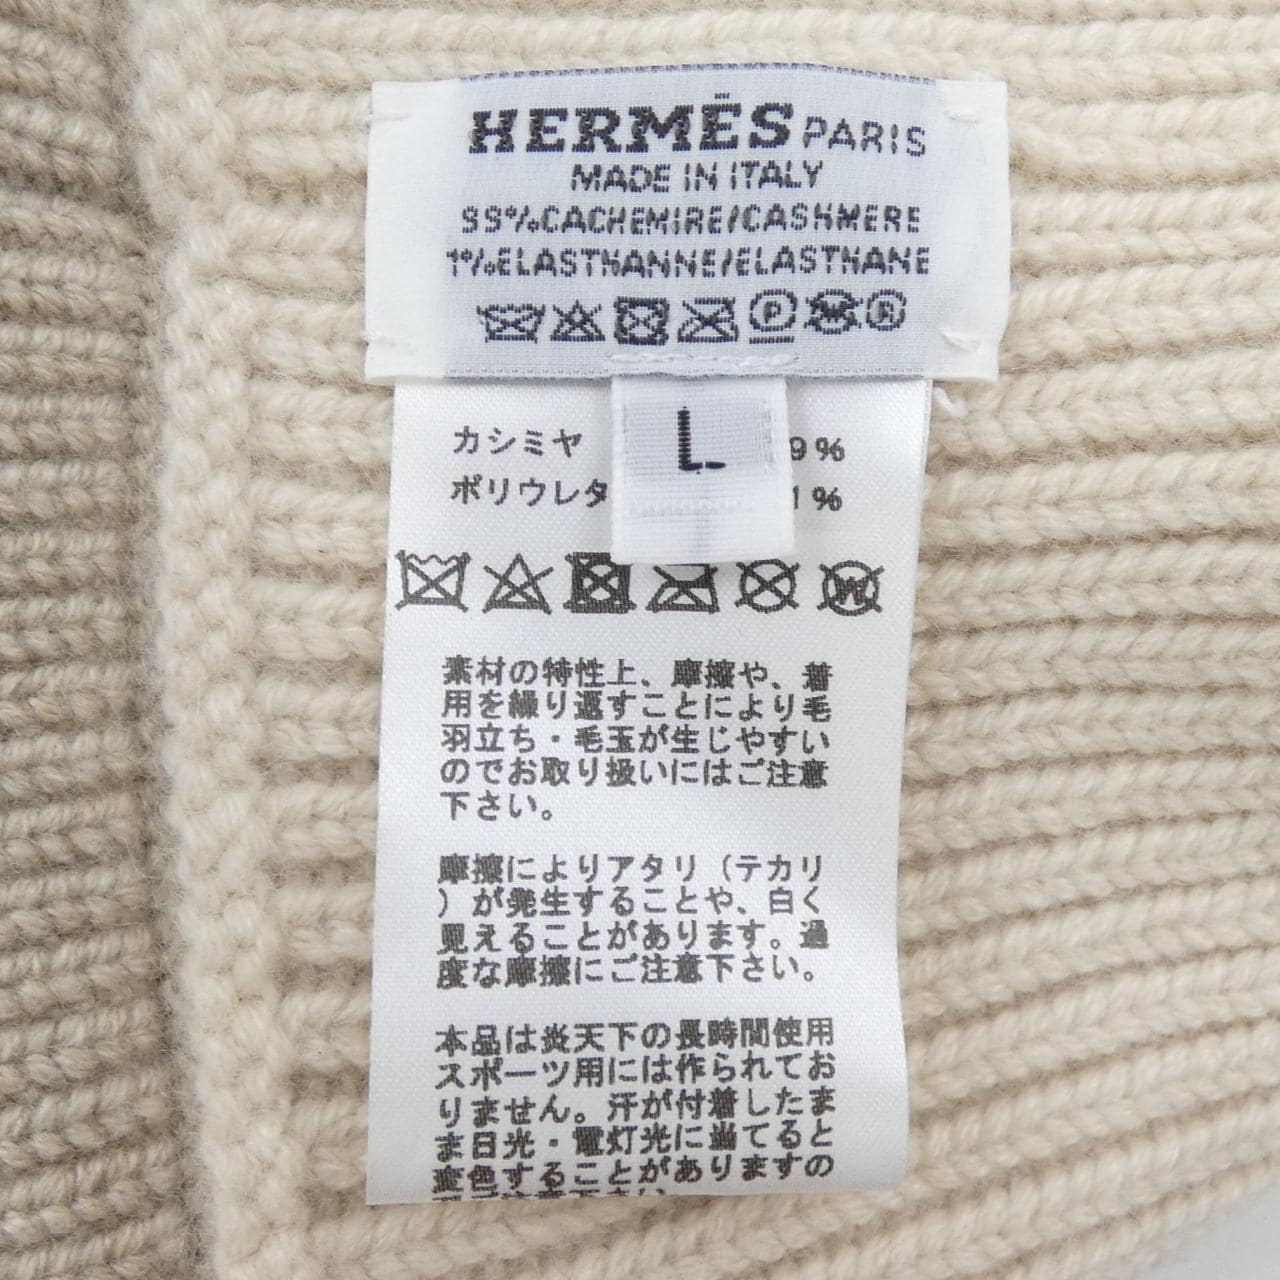 HERMĒS PARIS
MADE IN ITALY
99%CACHEMIRE/CASHMERE
1%ELASTHANNE/ELASTHANE
P W R
L
カシミヤ 9%
ポリウレタ 1%
W
素材の特性上、摩擦や、着
用を繰り返すことにより毛
羽立ち・毛玉が生じやすい
のでお取り扱いにはご注意
下さい。
摩擦によりアタリ（テカリ
）が発生することや、白く
見えることがあります。過
度な摩擦にご注意下さい。
本品は炎天下の長時間使用
スポーツ用には作られてお
りません。汗が付着したま
ま日光・電灯光に当てると
変色することがありますの